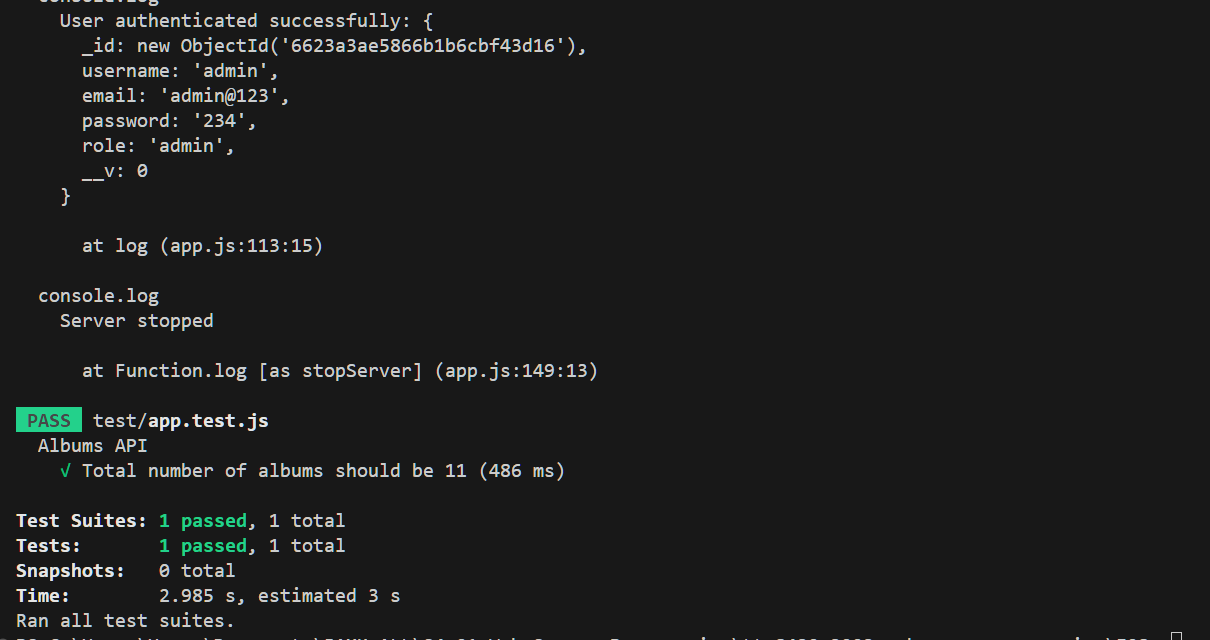 console.log
User authenticated successfully: {
_id: new ObjectId('6623a3ae5866b1b6cbf43d16'),
username: 'admin',
email: 'admin@123',
password: '234',
role: 'admin',
__v: 0
}
at log (app.js:113:15)
console.log
Server stopped
at Function.log [as stopServer] (app.js:149:13)
PASS test/app.test.js
Albums API
√ Total number of albums should be 11 (486 ms)
Test Suites: 1 passed, 1 total
Tests: 1 passed, 1 total
Snapshots: 0 total
Time: 2.985 s, estimated 3 s
Ran all test suites.